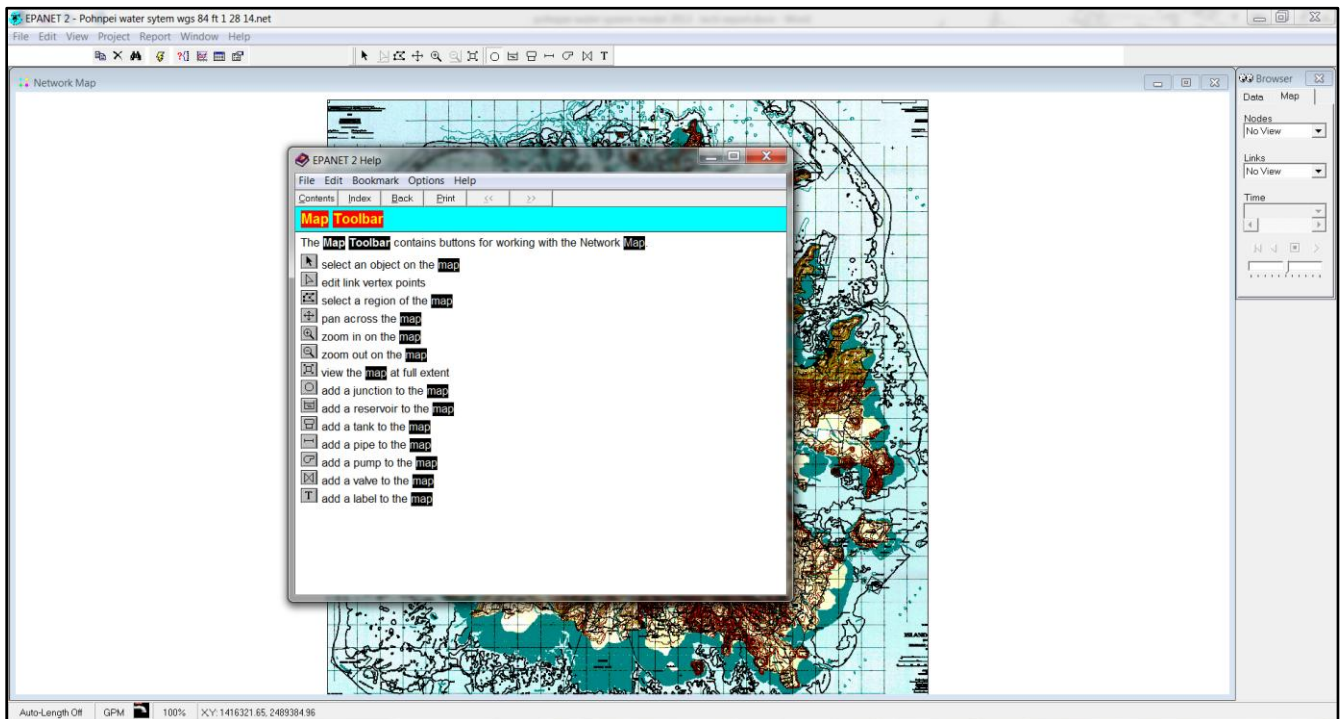 EPANET 2 - Pohnpei water sytem wgs 84 ft 1 28 14.net
File Edit View Project Report Window Help
Network Map
EPANET 2 Help
File Edit Bookmark Options Help
Contents Index Back Print << >>
Map Toolbar
The Map Toolbar contains buttons for working with the Network Map.
select an object on the map
edit link vertex points
select a region of the map
pan across the map
zoom in on the map
zoom out on the map
view the map at full extent
add a junction to the map
add a reservoir to the map
add a tank to the map
add a pipe to the map
add a pump to the map
add a valve to the map
T add a label to the map
Browser
Data Map
Nodes
No View
Links
No View
Time
Auto-Length Off GPM 100% X,Y: 1416321.65, 2489384.96